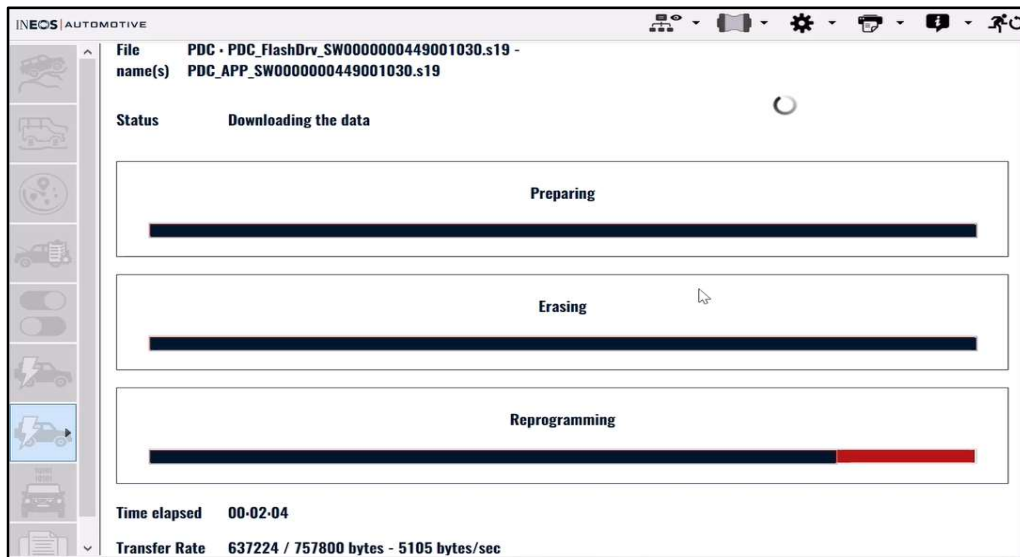 INEOS | AUTOMOTIVE
File PDC - PDC_FlashDrv_SW0000000449001030.s19 -
name(s) PDC_APP_SW0000000449001030.s19
Status Downloading the data
Preparing
Erasing
Reprogramming
Time elapsed 00:02:04
Transfer Rate 637224 / 757800 bytes - 5105 bytes/sec